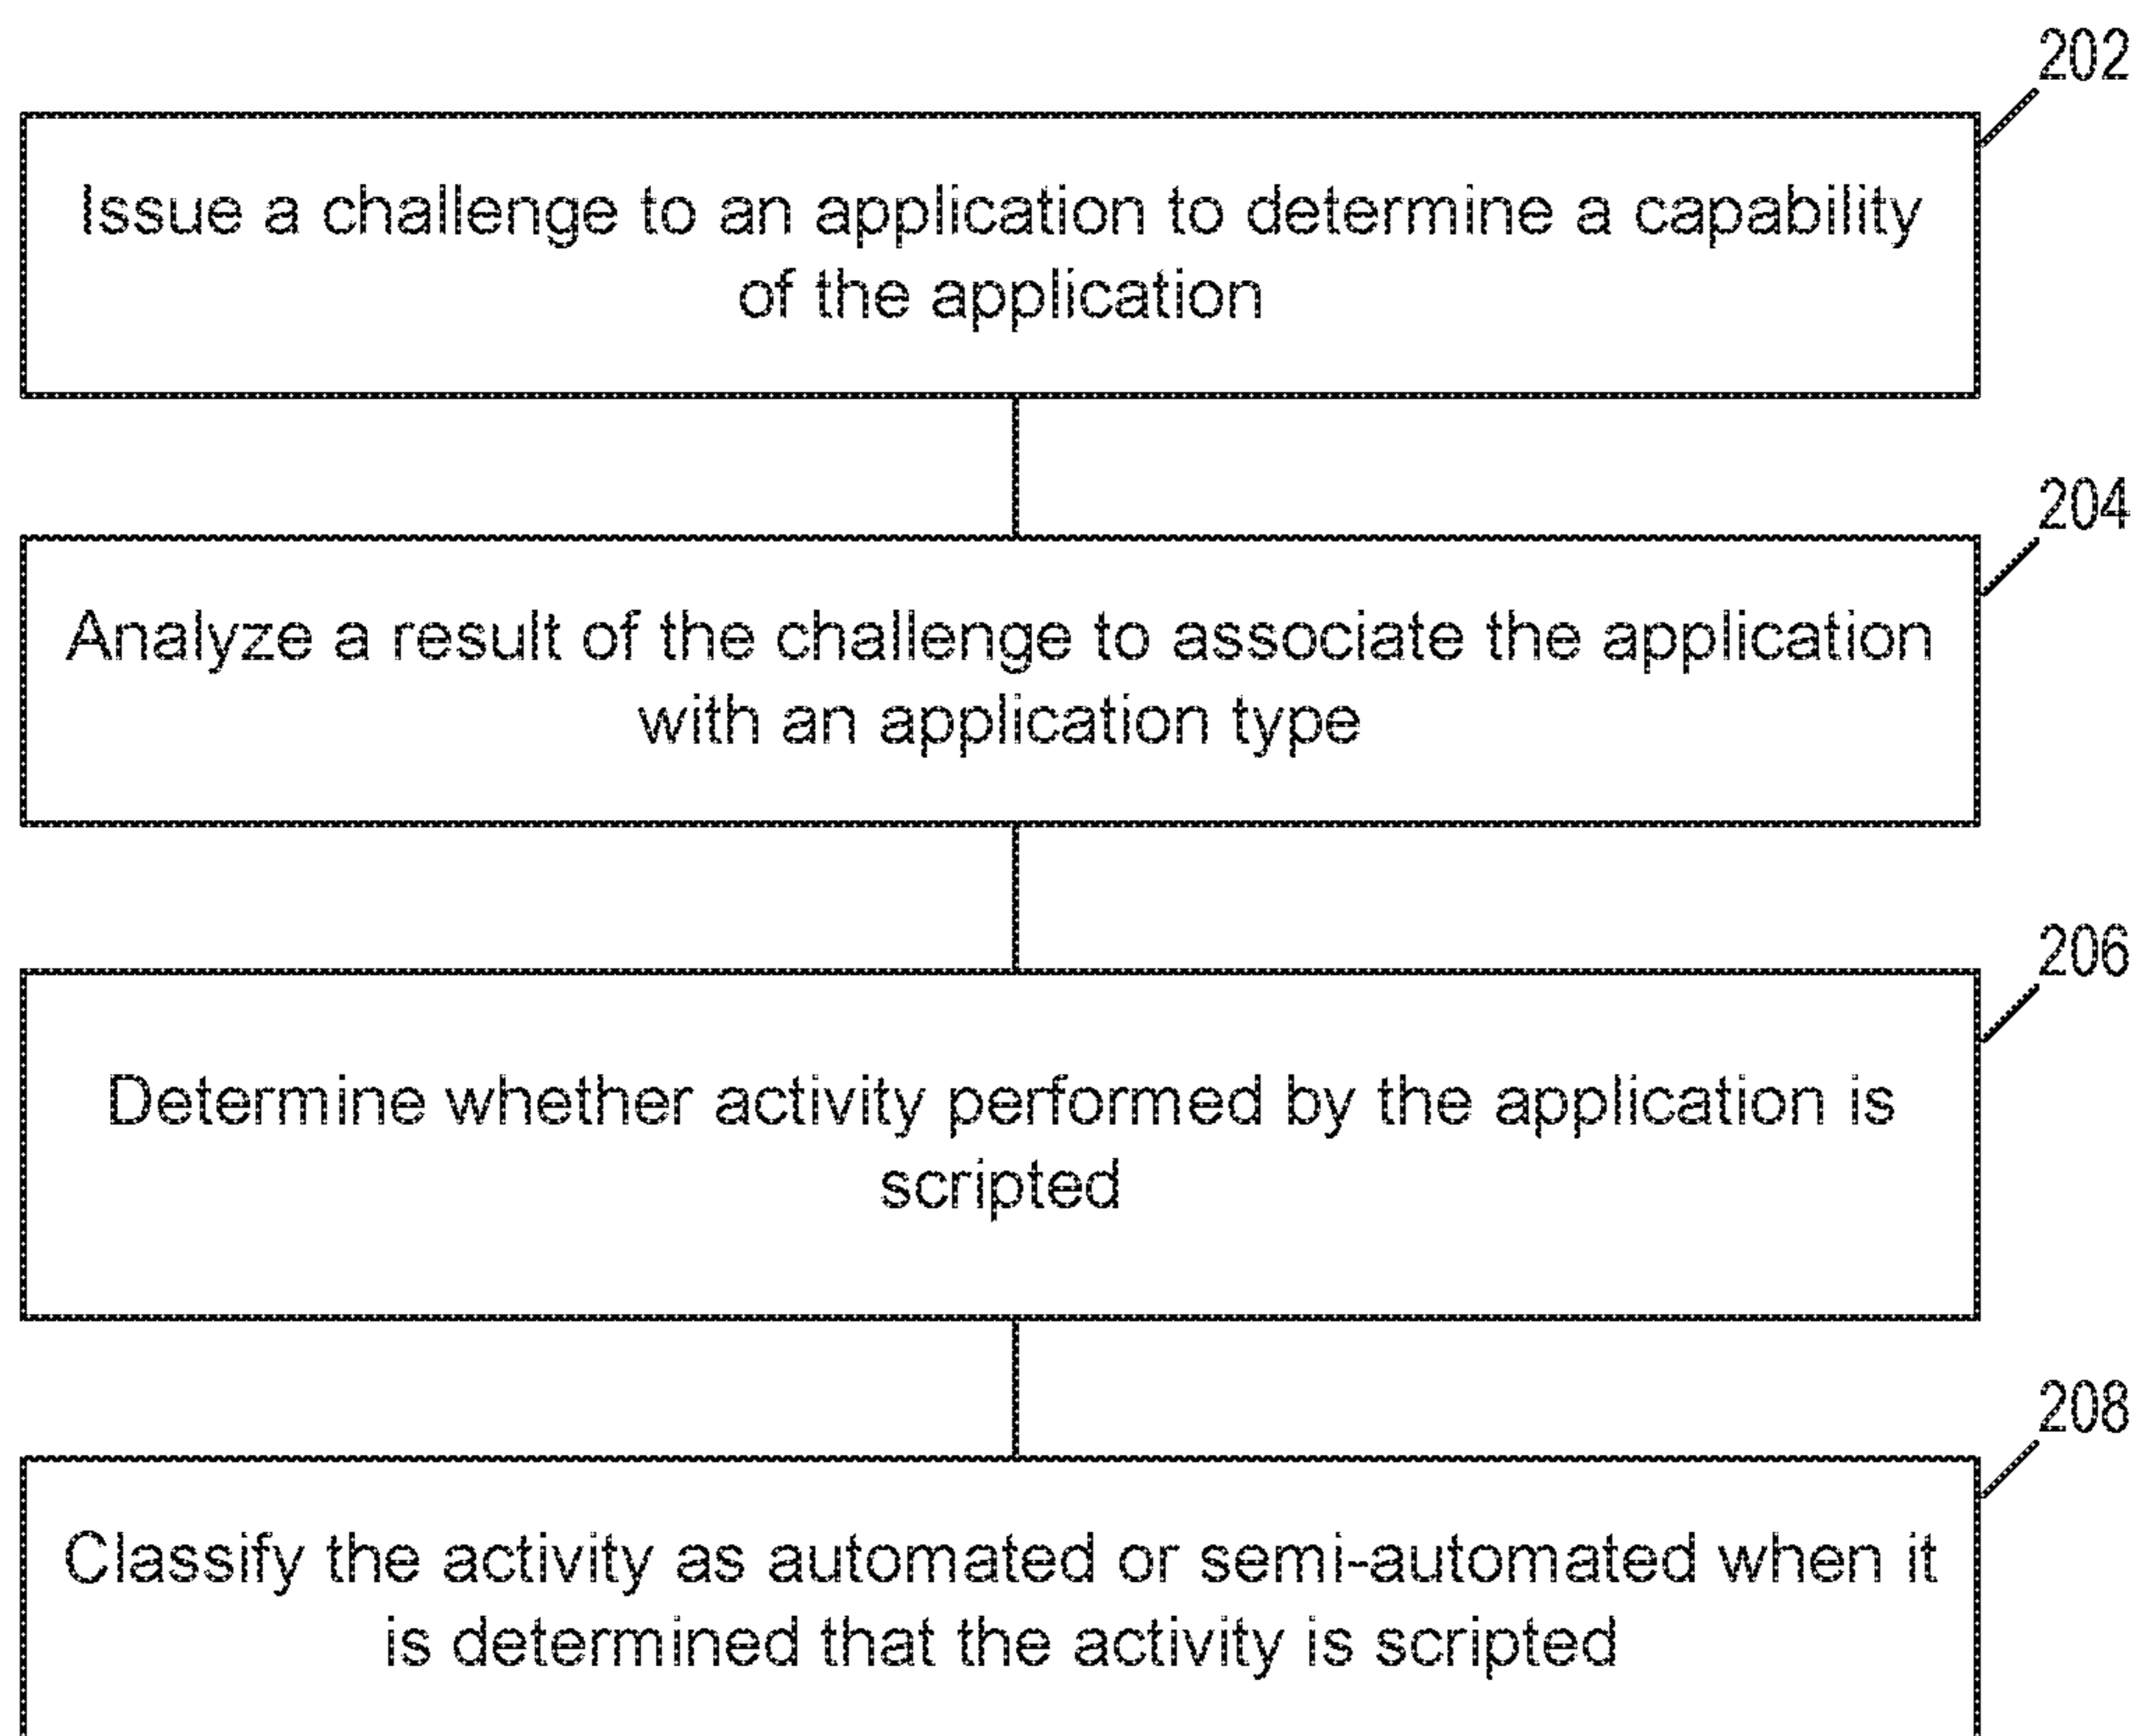 202
Issue a challenge to an application to determine a capability
of the application
204
Analyze a result of the challenge to associate the application
with an application type
206
Determine whether activity performed by the application is
scripted
208
Classify the activity as automated or semi-automated when it
is determined that the activity is scripted